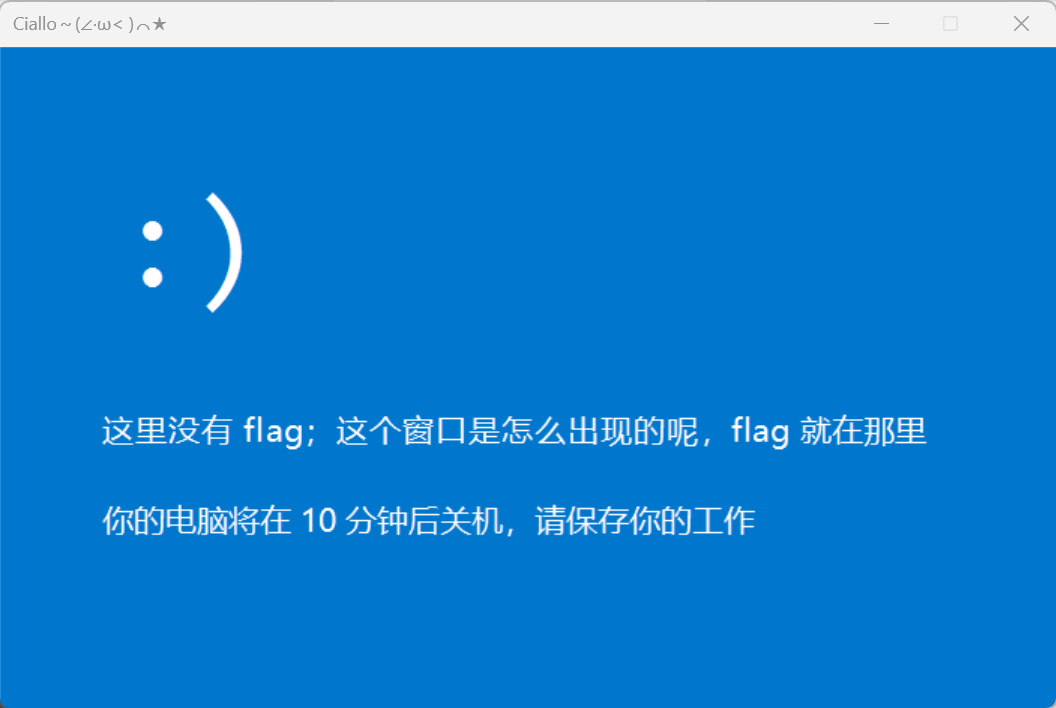 Ciallo～(∠·ω< )⌒★
:)
这里没有 flag；这个窗口是怎么出现的呢，flag 就在那里
你的电脑将在 10 分钟后关机，请保存你的工作